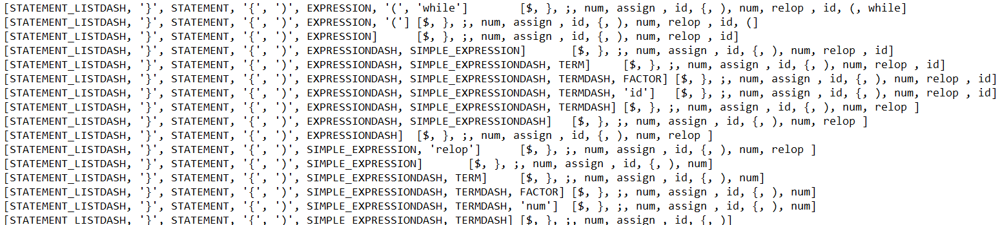 [STATEMENT_LISTDASH, '}', STATEMENT, '{', ')', EXPRESSION, '(', 'while'] [$, }, ;, num, assign , id, {, ), num, relop , id, (, while]
[STATEMENT_LISTDASH, '}', STATEMENT, '{', ')', EXPRESSION, '('] [$, }, ;, num, assign , id, {, ), num, relop , id, (]
[STATEMENT_LISTDASH, '}', STATEMENT, '{', ')', EXPRESSION] [$, }, ;, num, assign , id, {, ), num, relop , id]
[STATEMENT_LISTDASH, '}', STATEMENT, '{', ')', EXPRESSIONDASH, SIMPLE_EXPRESSION] [$, }, ;, num, assign , id, {, ), num, relop , id]
[STATEMENT_LISTDASH, '}', STATEMENT, '{', ')', EXPRESSIONDASH, SIMPLE_EXPRESSIONDASH, TERM] [$, }, ;, num, assign , id, {, ), num, relop , id]
[STATEMENT_LISTDASH, '}', STATEMENT, '{', ')', EXPRESSIONDASH, SIMPLE_EXPRESSIONDASH, TERMDASH, FACTOR] [$, }, ;, num, assign , id, {, ), num, relop , id]
[STATEMENT_LISTDASH, '}', STATEMENT, '{', ')', EXPRESSIONDASH, SIMPLE_EXPRESSIONDASH, TERMDASH, 'id'] [$, }, ;, num, assign , id, {, ), num, relop , id]
[STATEMENT_LISTDASH, '}', STATEMENT, '{', ')', EXPRESSIONDASH, SIMPLE_EXPRESSIONDASH, TERMDASH] [$, }, ;, num, assign , id, {, ), num, relop ]
[STATEMENT_LISTDASH, '}', STATEMENT, '{', ')', EXPRESSIONDASH, SIMPLE_EXPRESSIONDASH] [$, }, ;, num, assign , id, {, ), num, relop ]
[STATEMENT_LISTDASH, '}', STATEMENT, '{', ')', EXPRESSIONDASH] [$, }, ;, num, assign , id, {, ), num, relop ]
[STATEMENT_LISTDASH, '}', STATEMENT, '{', ')', SIMPLE_EXPRESSION, 'relop'] [$, }, ;, num, assign , id, {, ), num, relop ]
[STATEMENT_LISTDASH, '}', STATEMENT, '{', ')', SIMPLE_EXPRESSION] [$, }, ;, num, assign , id, {, ), num]
[STATEMENT_LISTDASH, '}', STATEMENT, '{', ')', SIMPLE_EXPRESSIONDASH, TERM] [$, }, ;, num, assign , id, {, ), num]
[STATEMENT_LISTDASH, '}', STATEMENT, '{', ')', SIMPLE_EXPRESSIONDASH, TERMDASH, FACTOR] [$, }, ;, num, assign , id, {, ), num]
[STATEMENT_LISTDASH, '}', STATEMENT, '{', ')', SIMPLE_EXPRESSIONDASH, TERMDASH, 'num'] [$, }, ;, num, assign , id, {, ), num]
[STATEMENT_LISTDASH, '}', STATEMENT, '{', ')', SIMPLE_EXPRESSIONDASH, TERMDASH] [$, }, ;, num, assign , id, {, )]